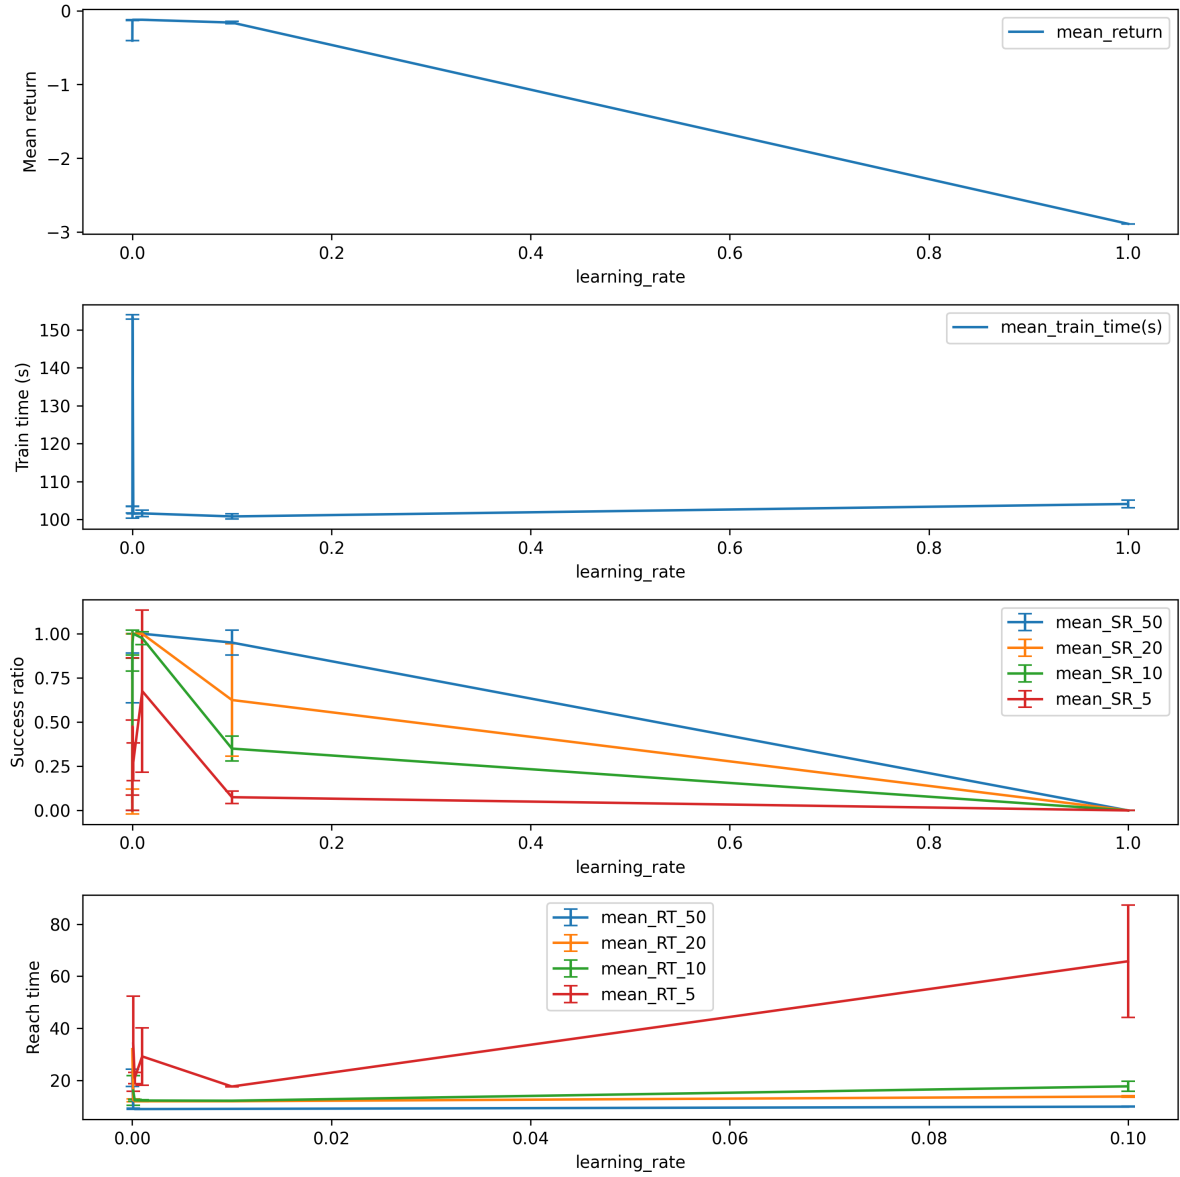 0
−1
−2
−3
Mean return
mean_return
0.0 0.2 0.4 0.6 0.8 1.0
learning_rate
150
140
130
120
110
100
Train time (s)
mean_train_time(s)
0.0 0.2 0.4 0.6 0.8 1.0
learning_rate
1.00
0.75
0.50
0.25
0.00
Success ratio
mean_SR_50
mean_SR_20
mean_SR_10
mean_SR_5
0.0 0.2 0.4 0.6 0.8 1.0
learning_rate
80
60
40
20
Reach time
mean_RT_50
mean_RT_20
mean_RT_10
mean_RT_5
0.00 0.02 0.04 0.06 0.08 0.10
learning_rate